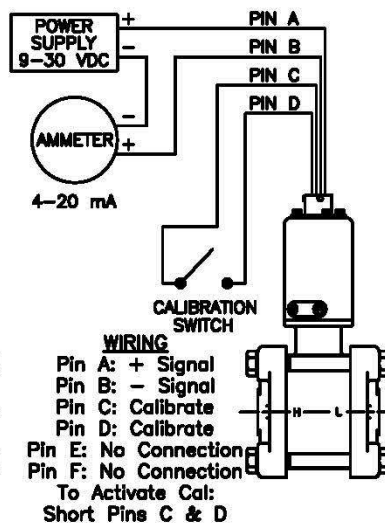 POWER
SUPPLY
9-30 VDC
+
-
PIN A
PIN B
PIN C
PIN D
-
AMMETER
+
4-20 mA
CALIBRATION
SWITCH
WIRING
Pin A: + Signal
Pin B: - Signal
Pin C: Calibrate
Pin D: Calibrate
Pin E: No Connection
Pin F: No Connection
To Activate Cal:
Short Pins C & D
H L